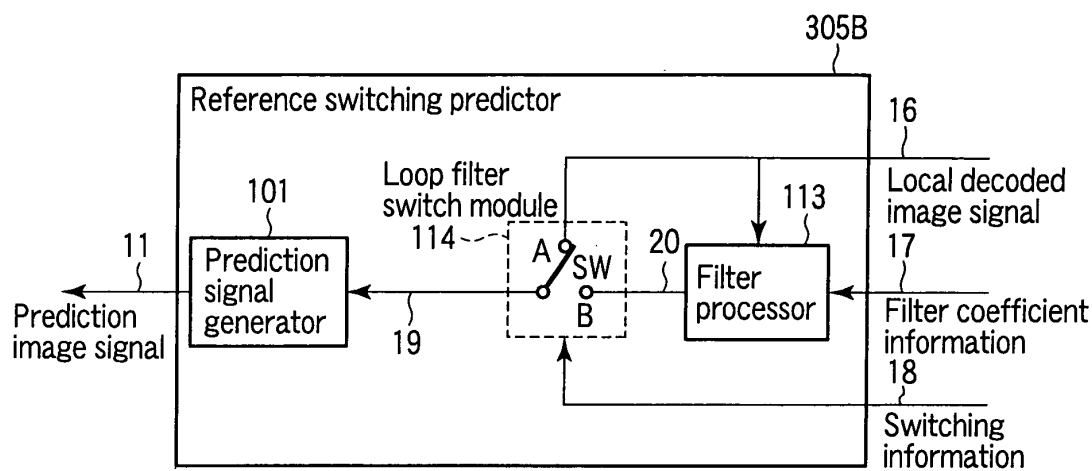 305B
Reference switching predictor
16
Local decoded
image signal
Loop filter
switch module
114
101
113
11
Prediction
signal
generator
A
SW
B
20
Filter
processor
17
Prediction
image signal
19
Filter coefficient
information
18
Switching
information